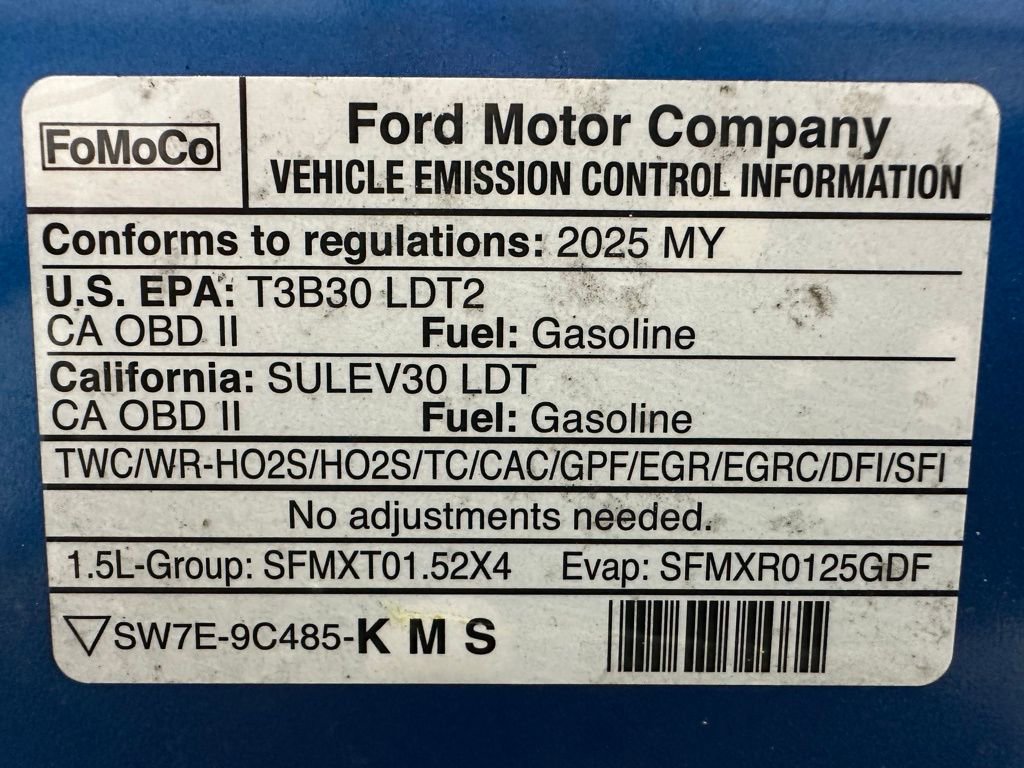 FoMoCo
Ford Motor Company
VEHICLE EMISSION CONTROL INFORMATION
Conforms to regulations: 2025 MY
U.S. EPA: T3B30 LDT2
CA OBD II Fuel: Gasoline
California: SULEV30 LDT
CA OBD II Fuel: Gasoline
TWC/WR-HO2S/HO2S/TC/CAC/GPF/EGR/EGRC/DFI/SFI
No adjustments needed.
1.5L-Group: SFMXT01.52X4 Evap: SFMXR0125GDF
SW7E-9C485-K M S